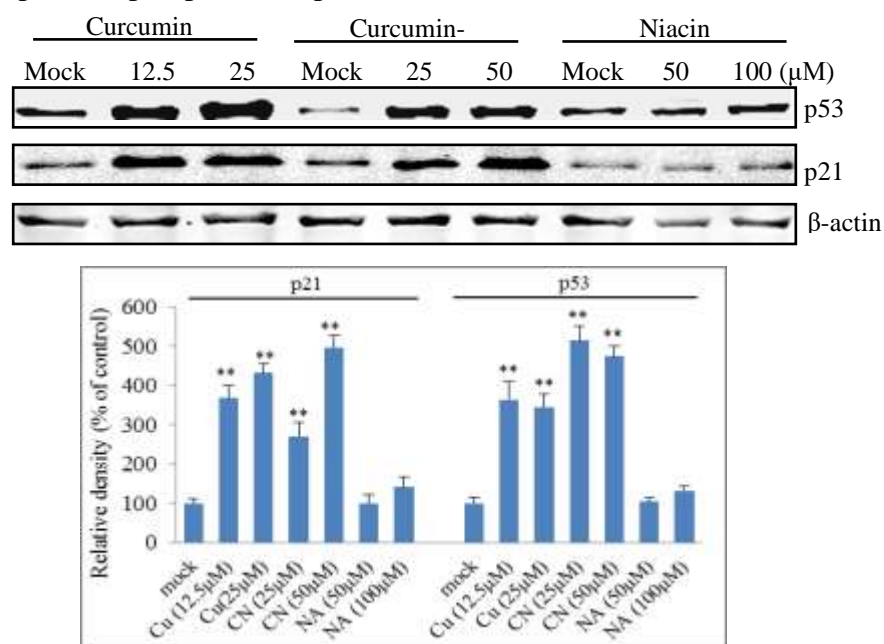 Curcumin Curcumin- Niacin
Mock 12.5 25 Mock 25 50 Mock 50 100 (µM)
p53
p21
β-actin
p21 p53
Relative density (% of control)
600
500
400
300
200
100
0
** ** ** ** ** ** ** **
mock Cu (12.5µM) Cu(25µM) CN (25µM) CN (50µM) NA (50µM) NA (100µM) mock Cu (12.5µM) Cu (25µM) CN (25µM) CN (50µM) NA (50µM) NA (100µM)